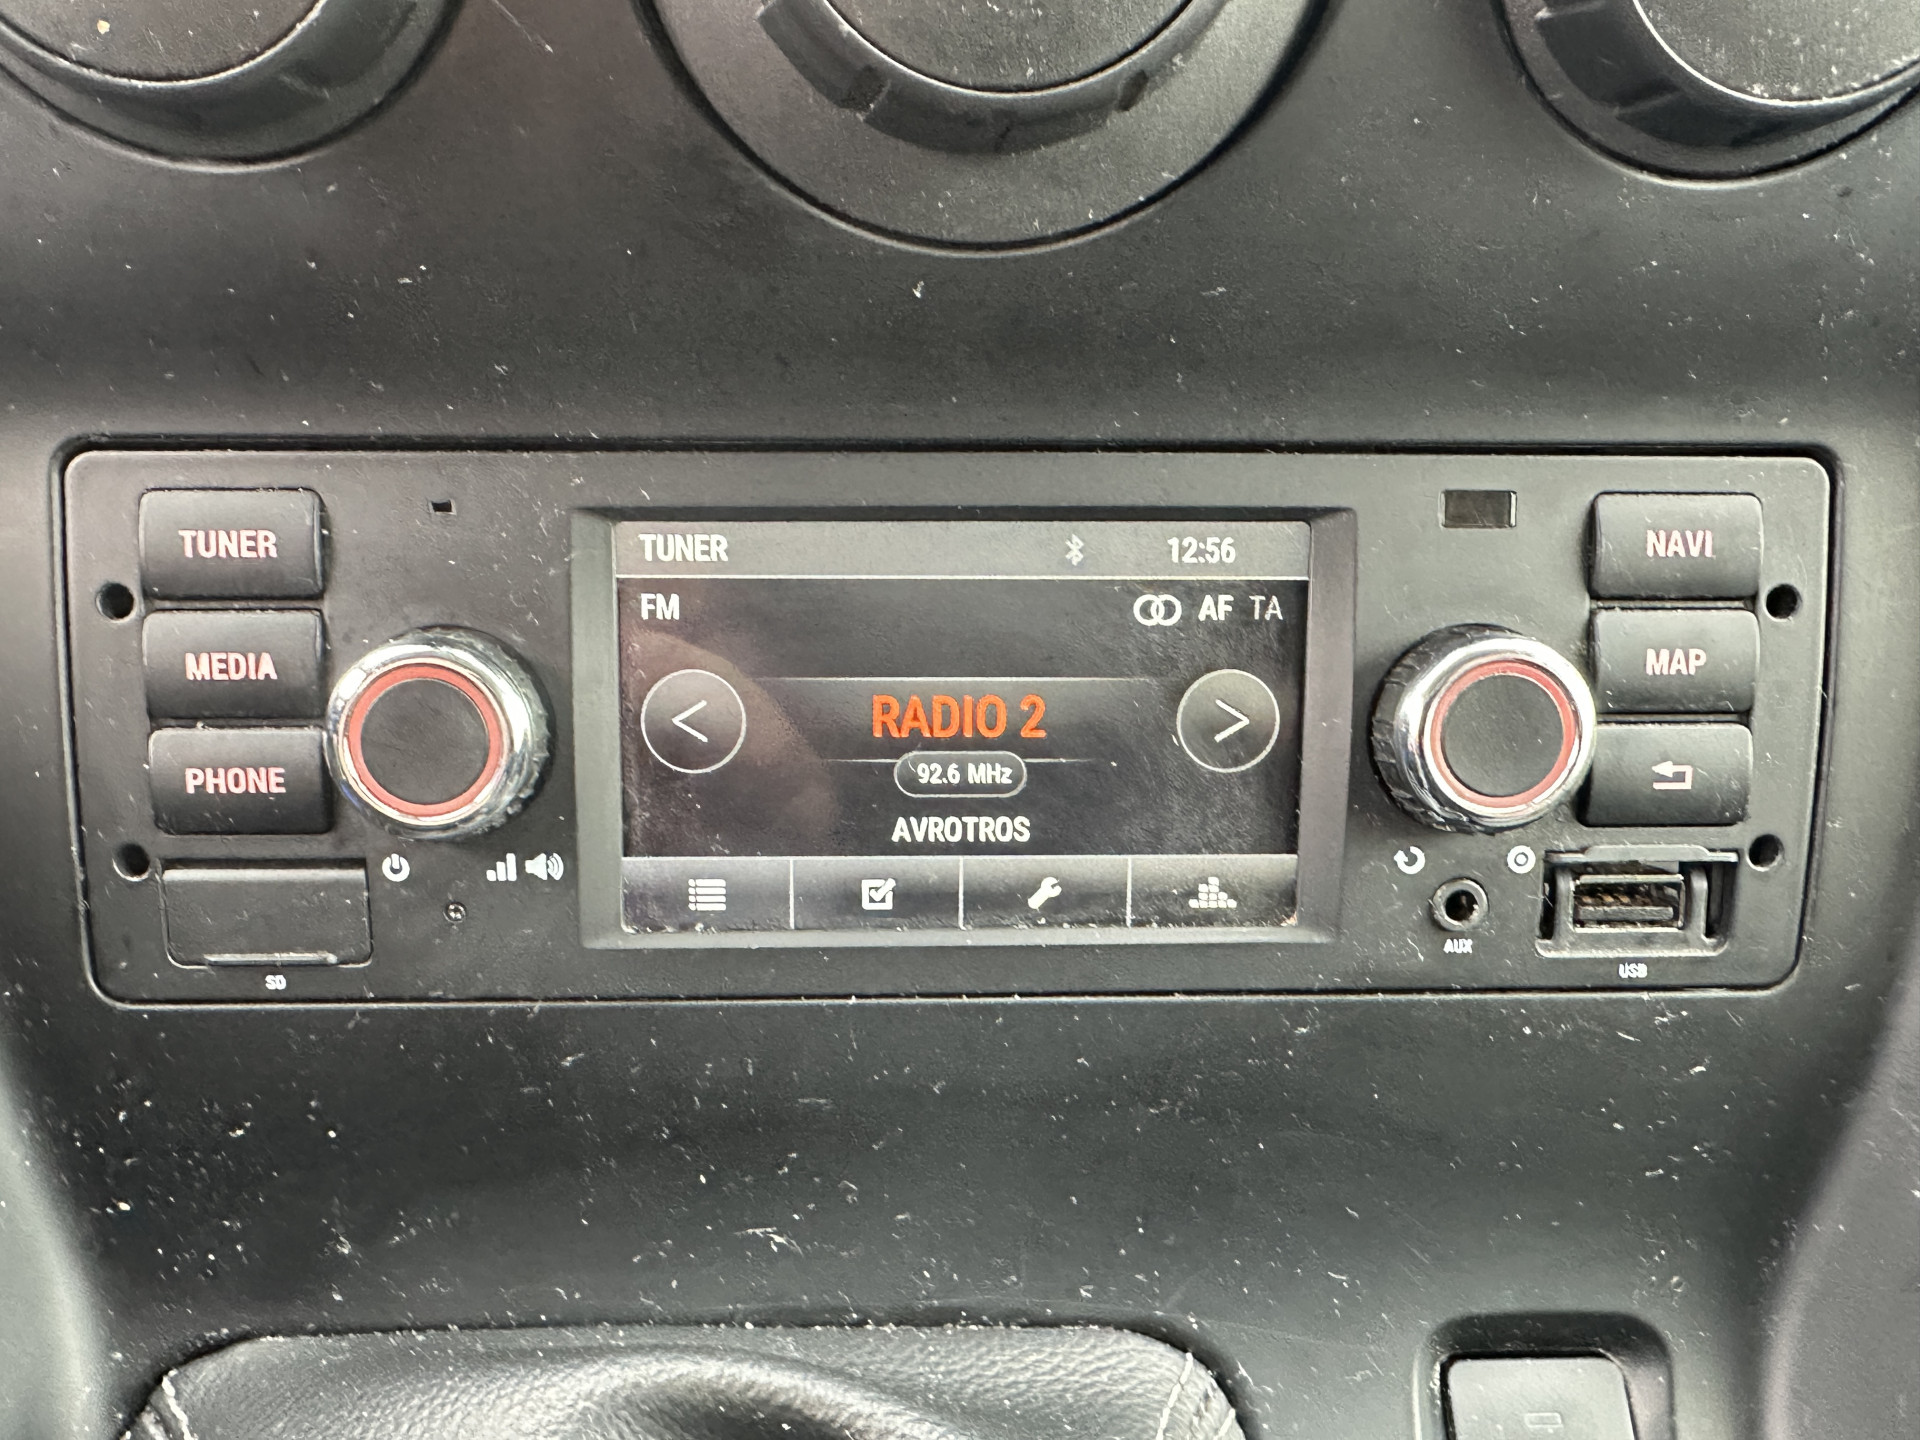 TUNER
MEDIA
PHONE
SD
TUNER 12:56
FM AF TA
RADIO 2
92.6 MHz
AVROTROS
NAVI
MAP
AUX
USB